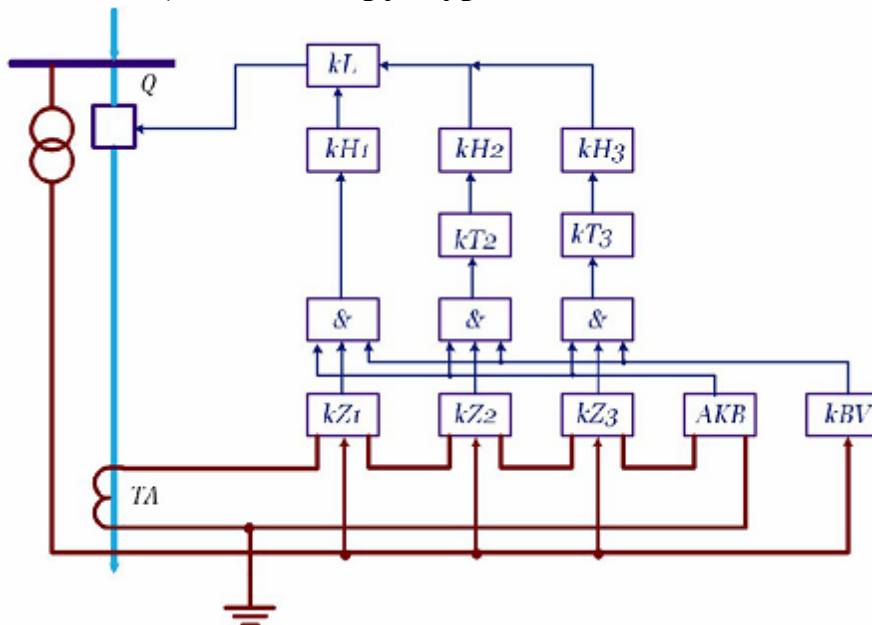 Q
kL
kH1 kH2 kH3
kT2 kT3
& & &
kZ1 kZ2 kZ3 AKB kBV
TA